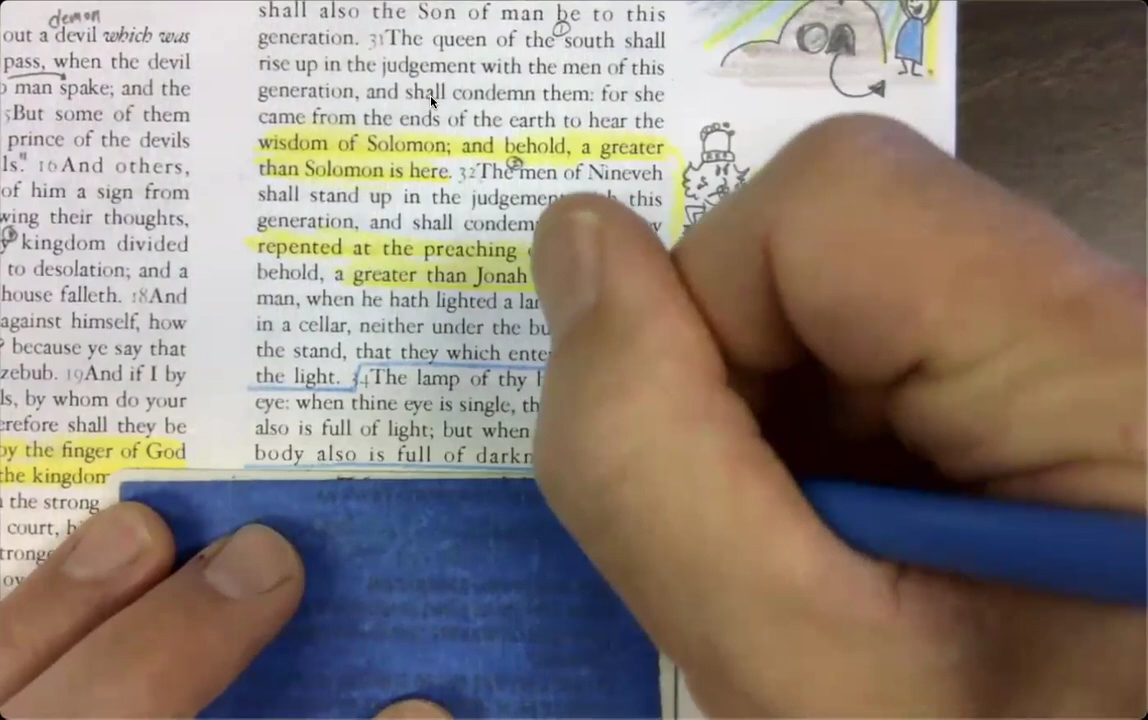 demon
out a devil which was
pass, when the devil
man spake; and the
5But some of them
prince of the devils
ls." 16And others,
of him a sign from
wing their thoughts,
kingdom divided
to desolation; and a
house falleth. 18And
against himself, how
because ye say that
zebub. 19And if I by
ls, by whom do your
erefore shall they be
by the finger of God
the kingdom
the strong
court, h
tronge
ov
shall also the Son of man be to this
generation. 31The queen of the 1 south shall
rise up in the judgement with the men of this
generation, and shall condemn them: for she
came from the ends of the earth to hear the
wisdom of Solomon; and behold, a greater
than Solomon is here. 32The 2 men of Nineveh
shall stand up in the judgement this
generation, and shall condem
repented at the preaching
behold, a greater than Jonah
man, when he hath lighted a lam
in a cellar, neither under the bu
the stand, that they which ente
the light. 34The lamp of thy
eye: when thine eye is single, th
also is full of light; but when
body also is full of darkn